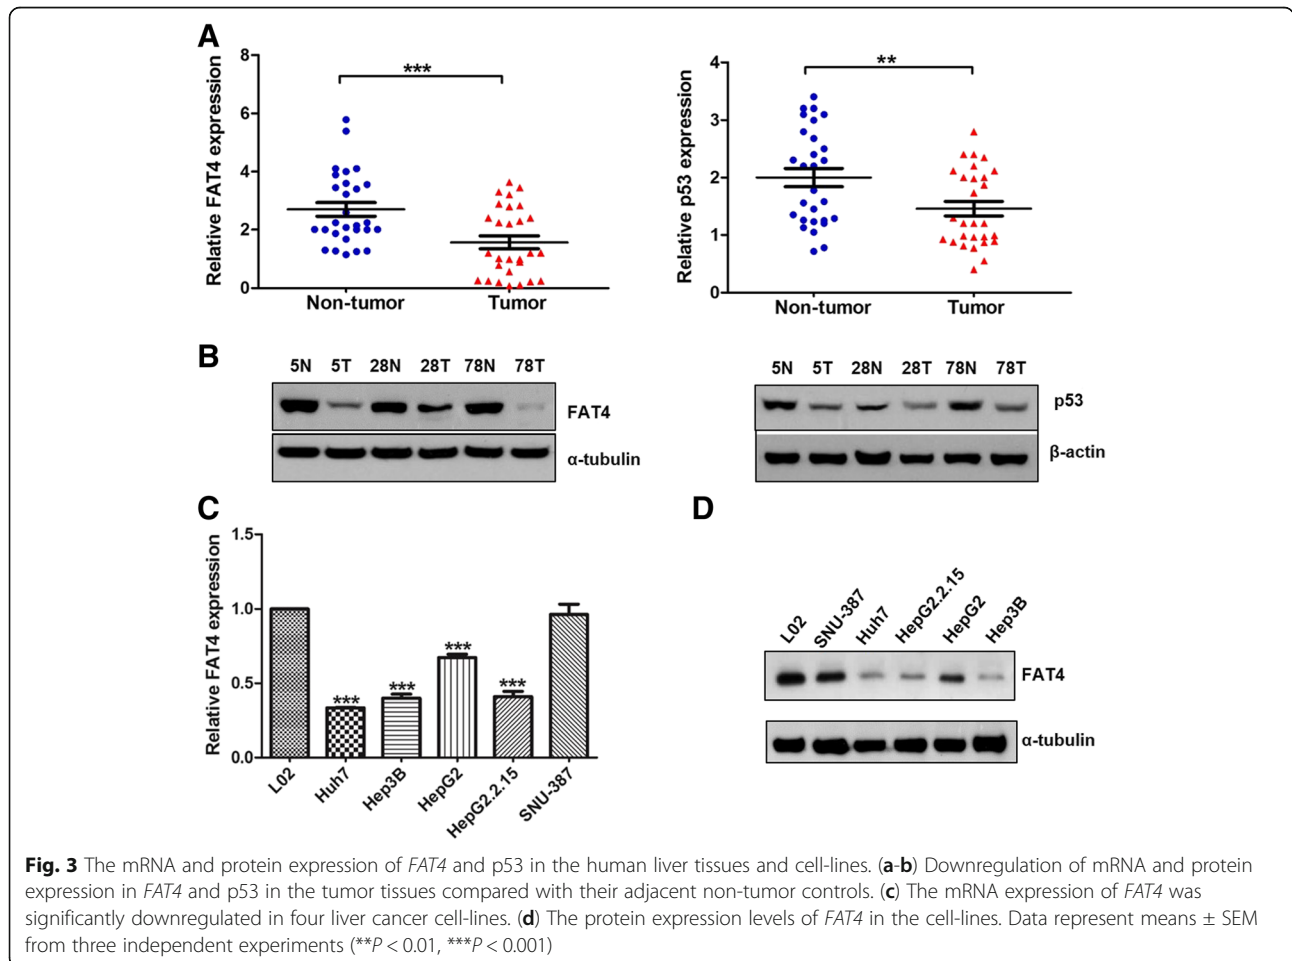 A
Relative FAT4 expression
8
6
4
2
0
***
Non-tumor Tumor
Relative p53 expression
4
3
2
1
0
**
Non-tumor Tumor
B
5N 5T 28N 28T 78N 78T
FAT4
α-tubulin
5N 5T 28N 28T 78N 78T
p53
β-actin
C
Relative FAT4 expression
1.5
1.0
0.5
0.0
*** *** *** ***
L02 Huh7 Hep3B HepG2 HepG2.2.15 SNU-387
D
L02 SNU-387 Huh7 HepG2.2.15 HepG2 Hep3B
FAT4
α-tubulin
Fig. 3 The mRNA and protein expression of FAT4 and p53 in the human liver tissues and cell-lines. (a-b) Downregulation of mRNA and protein
expression in FAT4 and p53 in the tumor tissues compared with their adjacent non-tumor controls. (c) The mRNA expression of FAT4 was
significantly downregulated in four liver cancer cell-lines. (d) The protein expression levels of FAT4 in the cell-lines. Data represent means ± SEM
from three independent experiments (**P < 0.01, ***P < 0.001)